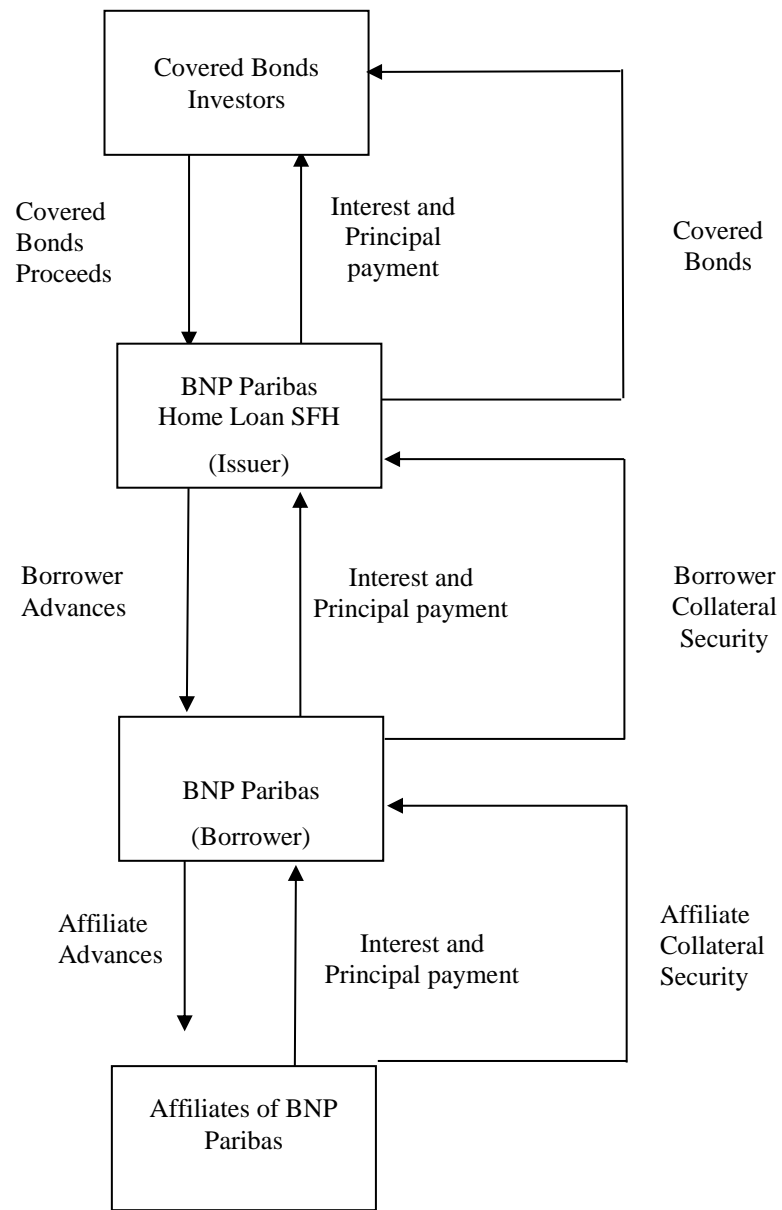 Covered Bonds
Investors
Covered
Bonds
Proceeds
Interest and
Principal
payment
Covered
Bonds
BNP Paribas
Home Loan SFH
(Issuer)
Borrower
Advances
Interest and
Principal payment
Borrower
Collateral
Security
BNP Paribas
(Borrower)
Affiliate
Advances
Interest and
Principal payment
Affiliate
Collateral
Security
Affiliates of BNP
Paribas